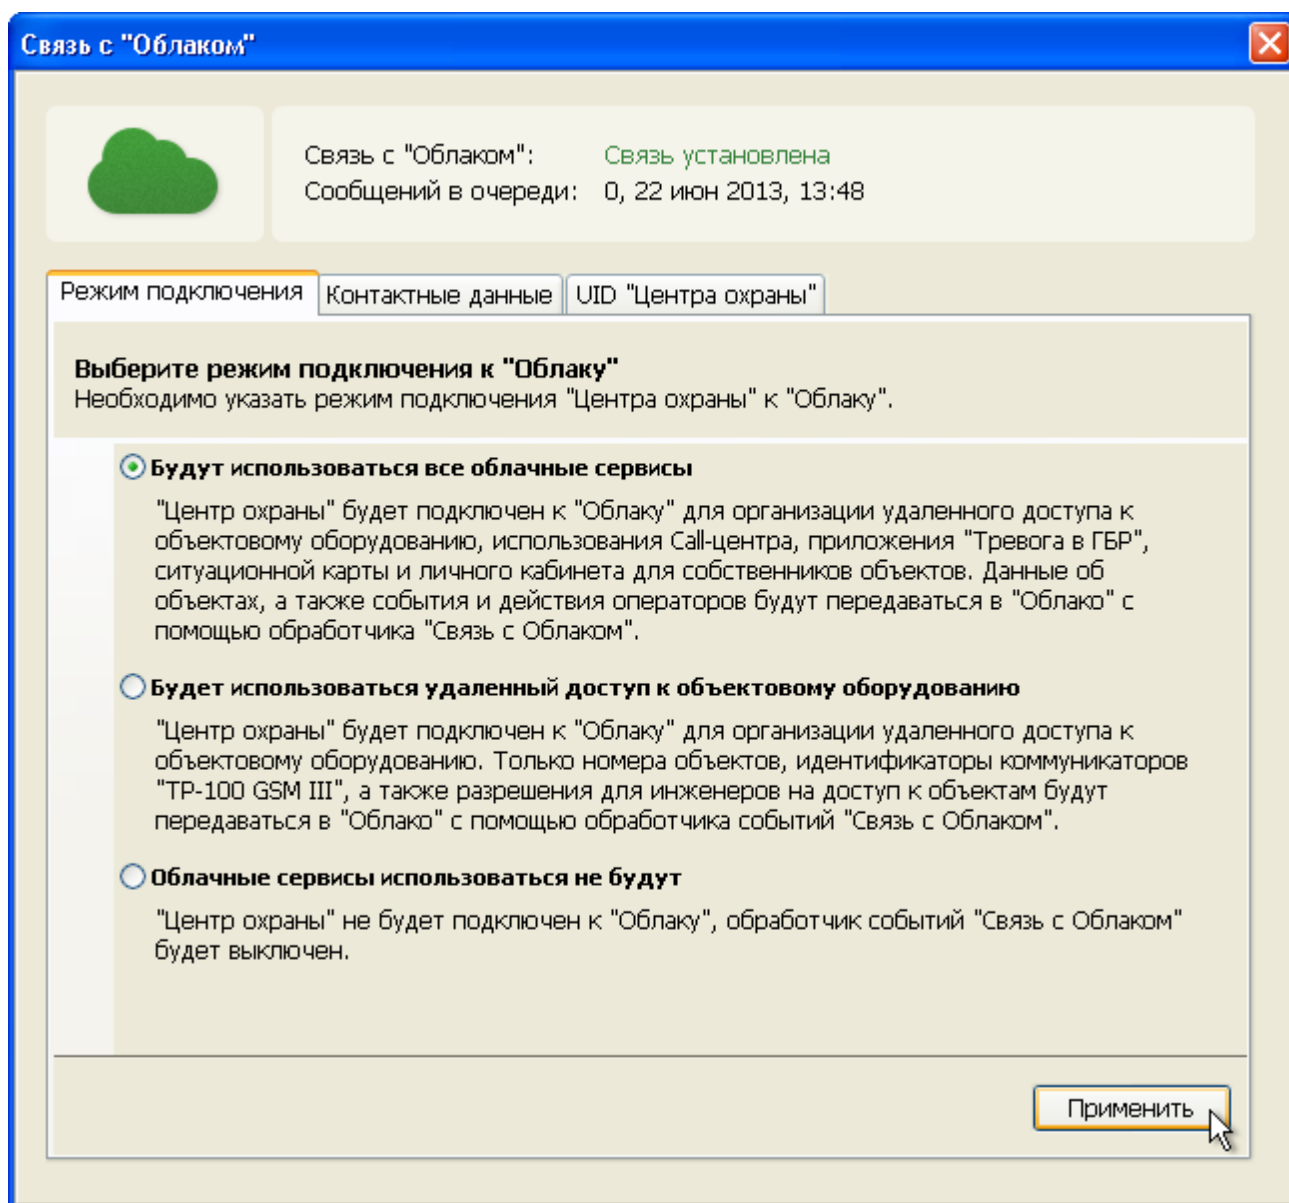 Связь с "Облаком"
Связь с "Облаком": Связь установлена
Сообщений в очереди: 0, 22 июн 2013, 13:48
Режим подключения Контактные данные UID "Центра охраны"
Выберите режим подключения к "Облаку"
Необходимо указать режим подключения "Центра охраны" к "Облаку".
Будут использоваться все облачные сервисы
"Центр охраны" будет подключен к "Облаку" для организации удаленного доступа к
объектовому оборудованию, использования Call-центра, приложения "Тревога в ГБР",
ситуационной карты и личного кабинета для собственников объектов. Данные об
объектах, а также события и действия операторов будут передаваться в "Облако" с
помощью обработчика "Связь с Облаком".
Будет использоваться удаленный доступ к объектовому оборудованию
"Центр охраны" будет подключен к "Облаку" для организации удаленного доступа к
объектовому оборудованию. Только номера объектов, идентификаторы коммуникаторов
"TP-100 GSM III", а также разрешения для инженеров на доступ к объектам будут
передаваться в "Облако" с помощью обработчика событий "Связь с Облаком".
Облачные сервисы использоваться не будут
"Центр охраны" не будет подключен к "Облаку", обработчик событий "Связь с Облаком"
будет выключен.
Применить